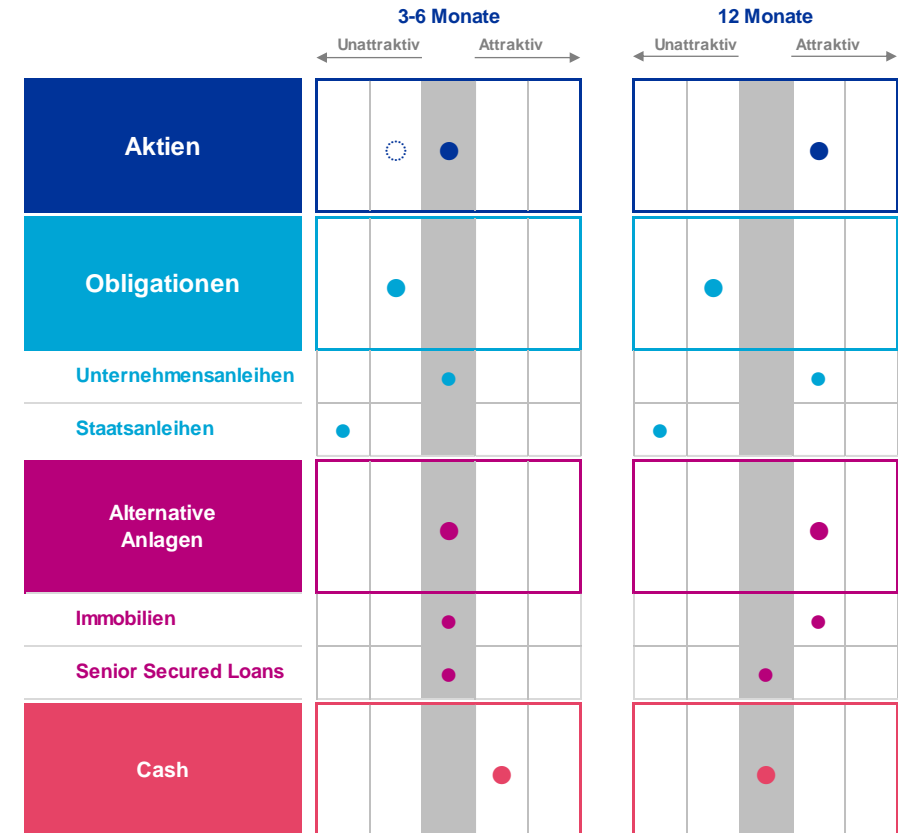 3-6 Monate
12 Monate
Unattraktiv
Attraktiv
Unattraktiv
Attraktiv
Aktien
Obligationen
Unternehmensanleihen
Staatsanleihen
Alternative
Anlagen
Immobilien
Senior Secured Loans
Cash